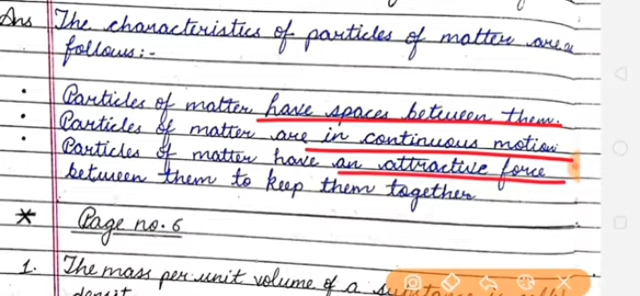 Ans The characteristics of particles of matter are as
follows:-
• Particles of matter have spaces between them.
• Particles of matter are in continuous motion
• Particles of matter have an attractive force
between them to keep them together
* Page no. 6
1. The mass per unit volume of a